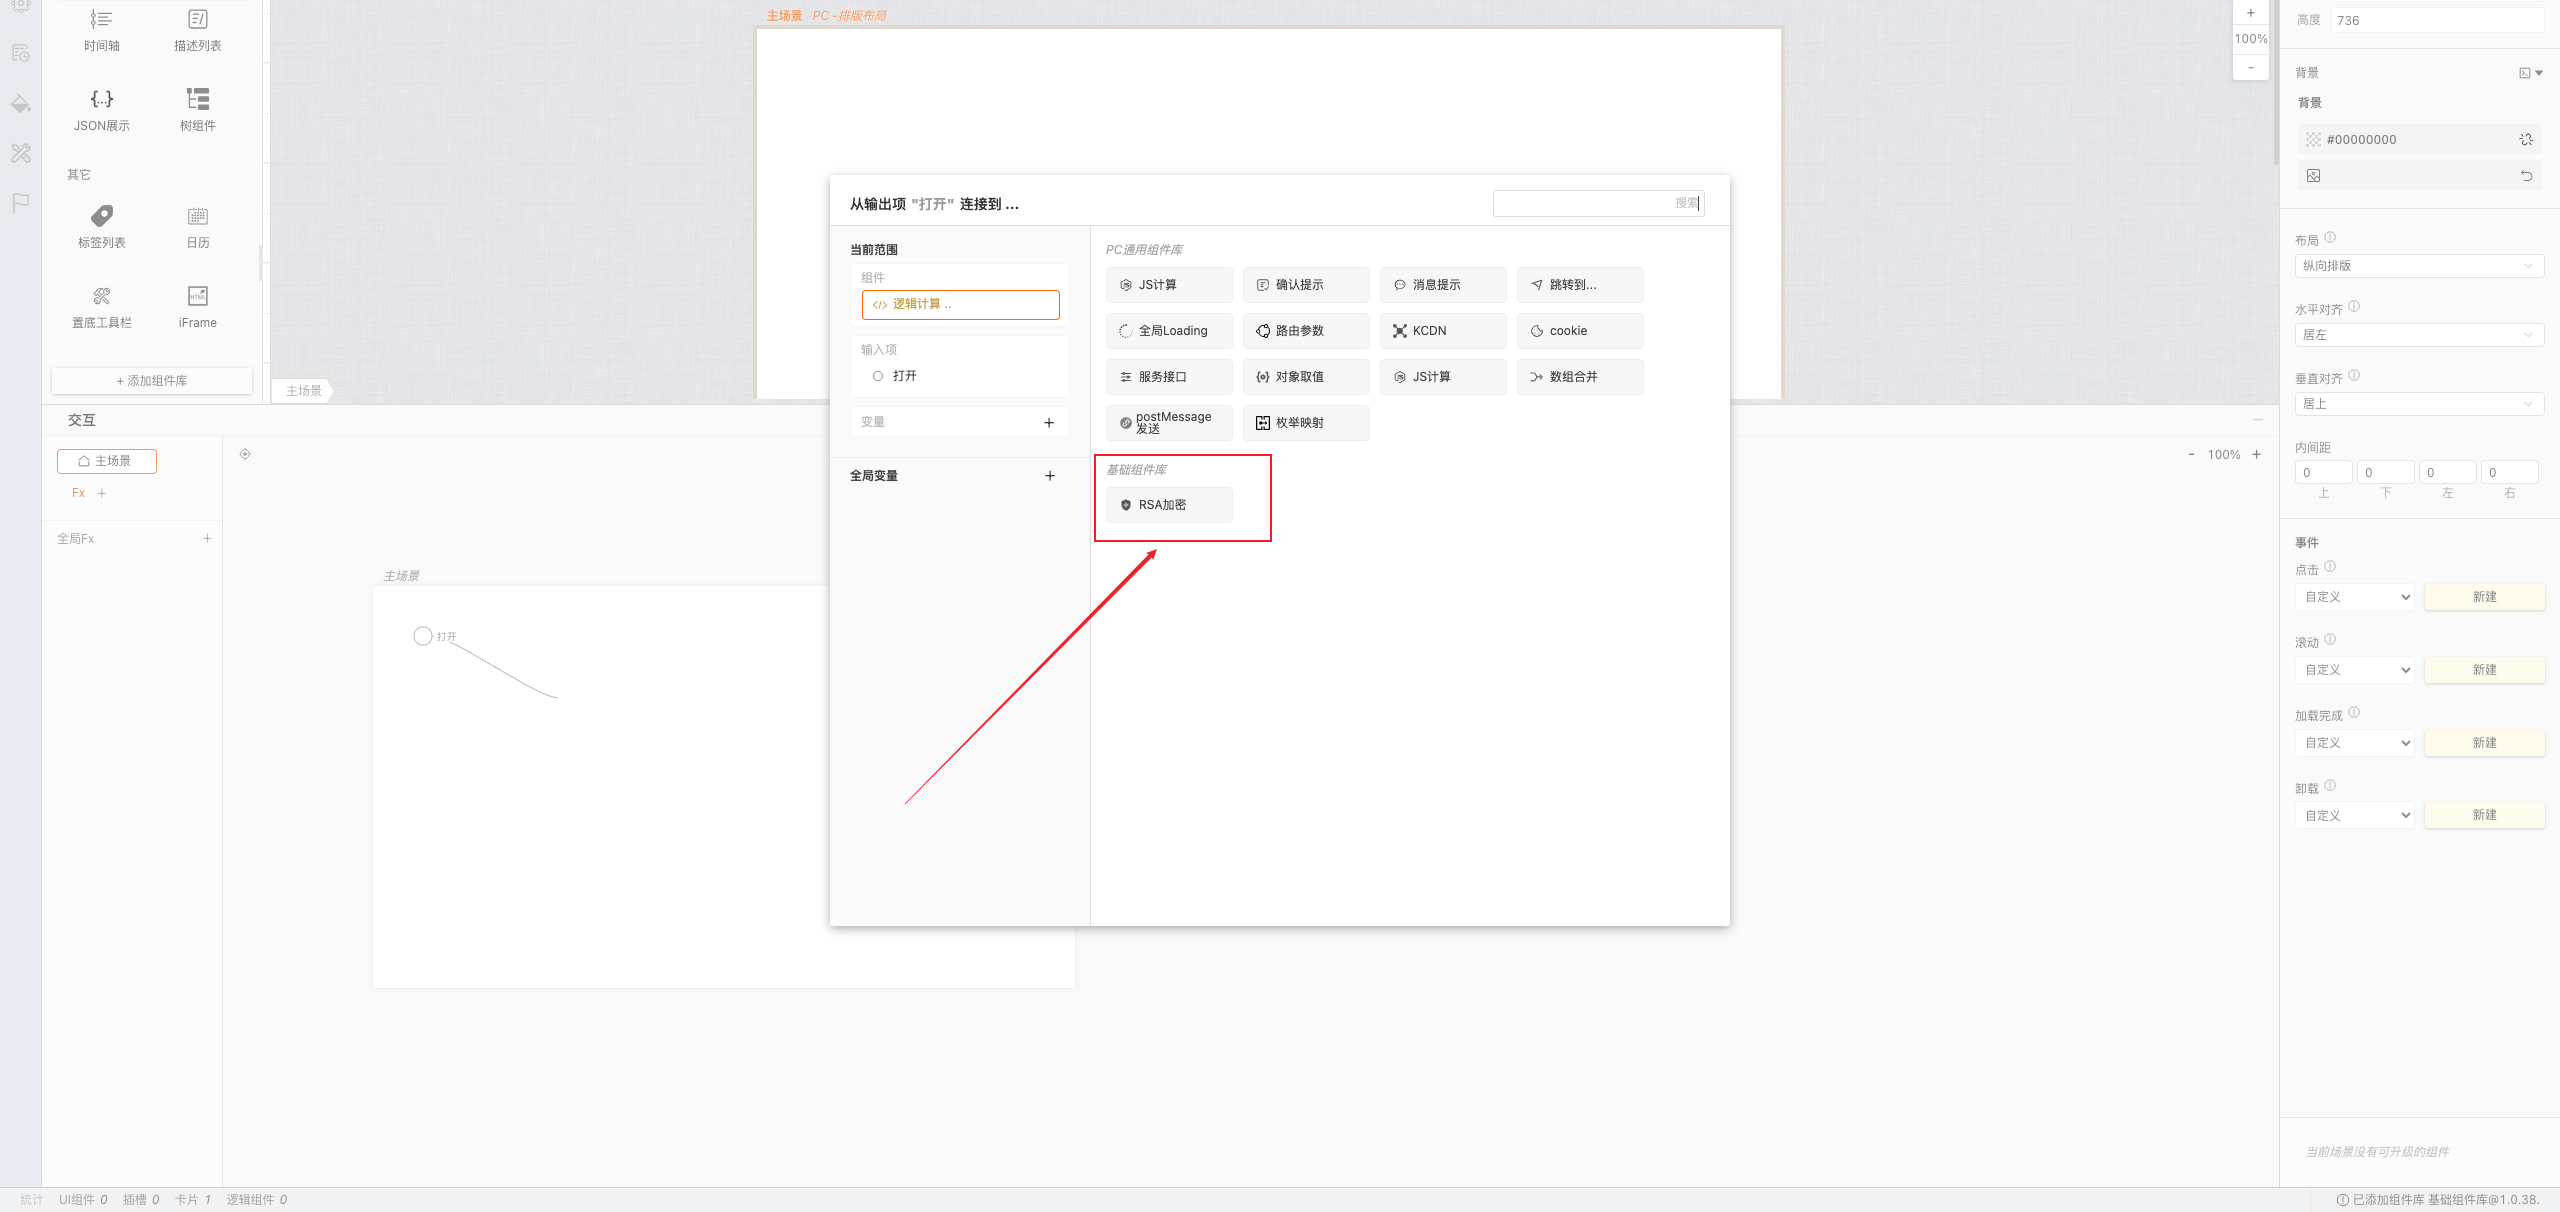 时间轴
描述列表
JSON展示
树组件
其它
标签列表
日历
置底工具栏
HTML
iFrame
+ 添加组件库
主场景 PC -排版布局
+
100%
-
主场景
高度 736
背景
背景
#00000000
布局
纵向排版
水平对齐
居左
垂直对齐
居上
内间距
0 0 0 0
上 下 左 右
事件
点击
自定义 新建
滚动
自定义 新建
加载完成
自定义 新建
卸载
自定义 新建
当前场景没有可升级的组件
交互
主场景
Fx +
全局Fx +
- 100% +
主场景
打开
从输出项 "打开" 连接到 ...
搜索
当前范围
组件
</> 逻辑计算 ..
输入项
打开
变量 +
全局变量 +
PC通用组件库
JS计算 确认提示 消息提示 跳转到...
全局Loading 路由参数 KCDN cookie
服务接口 对象取值 JS计算 数组合并
postMessage
发送
枚举映射
基础组件库
RSA加密
统计 UI组件 0 插槽 0 卡片 1 逻辑组件 0
已添加组件库 基础组件库@1.0.38.